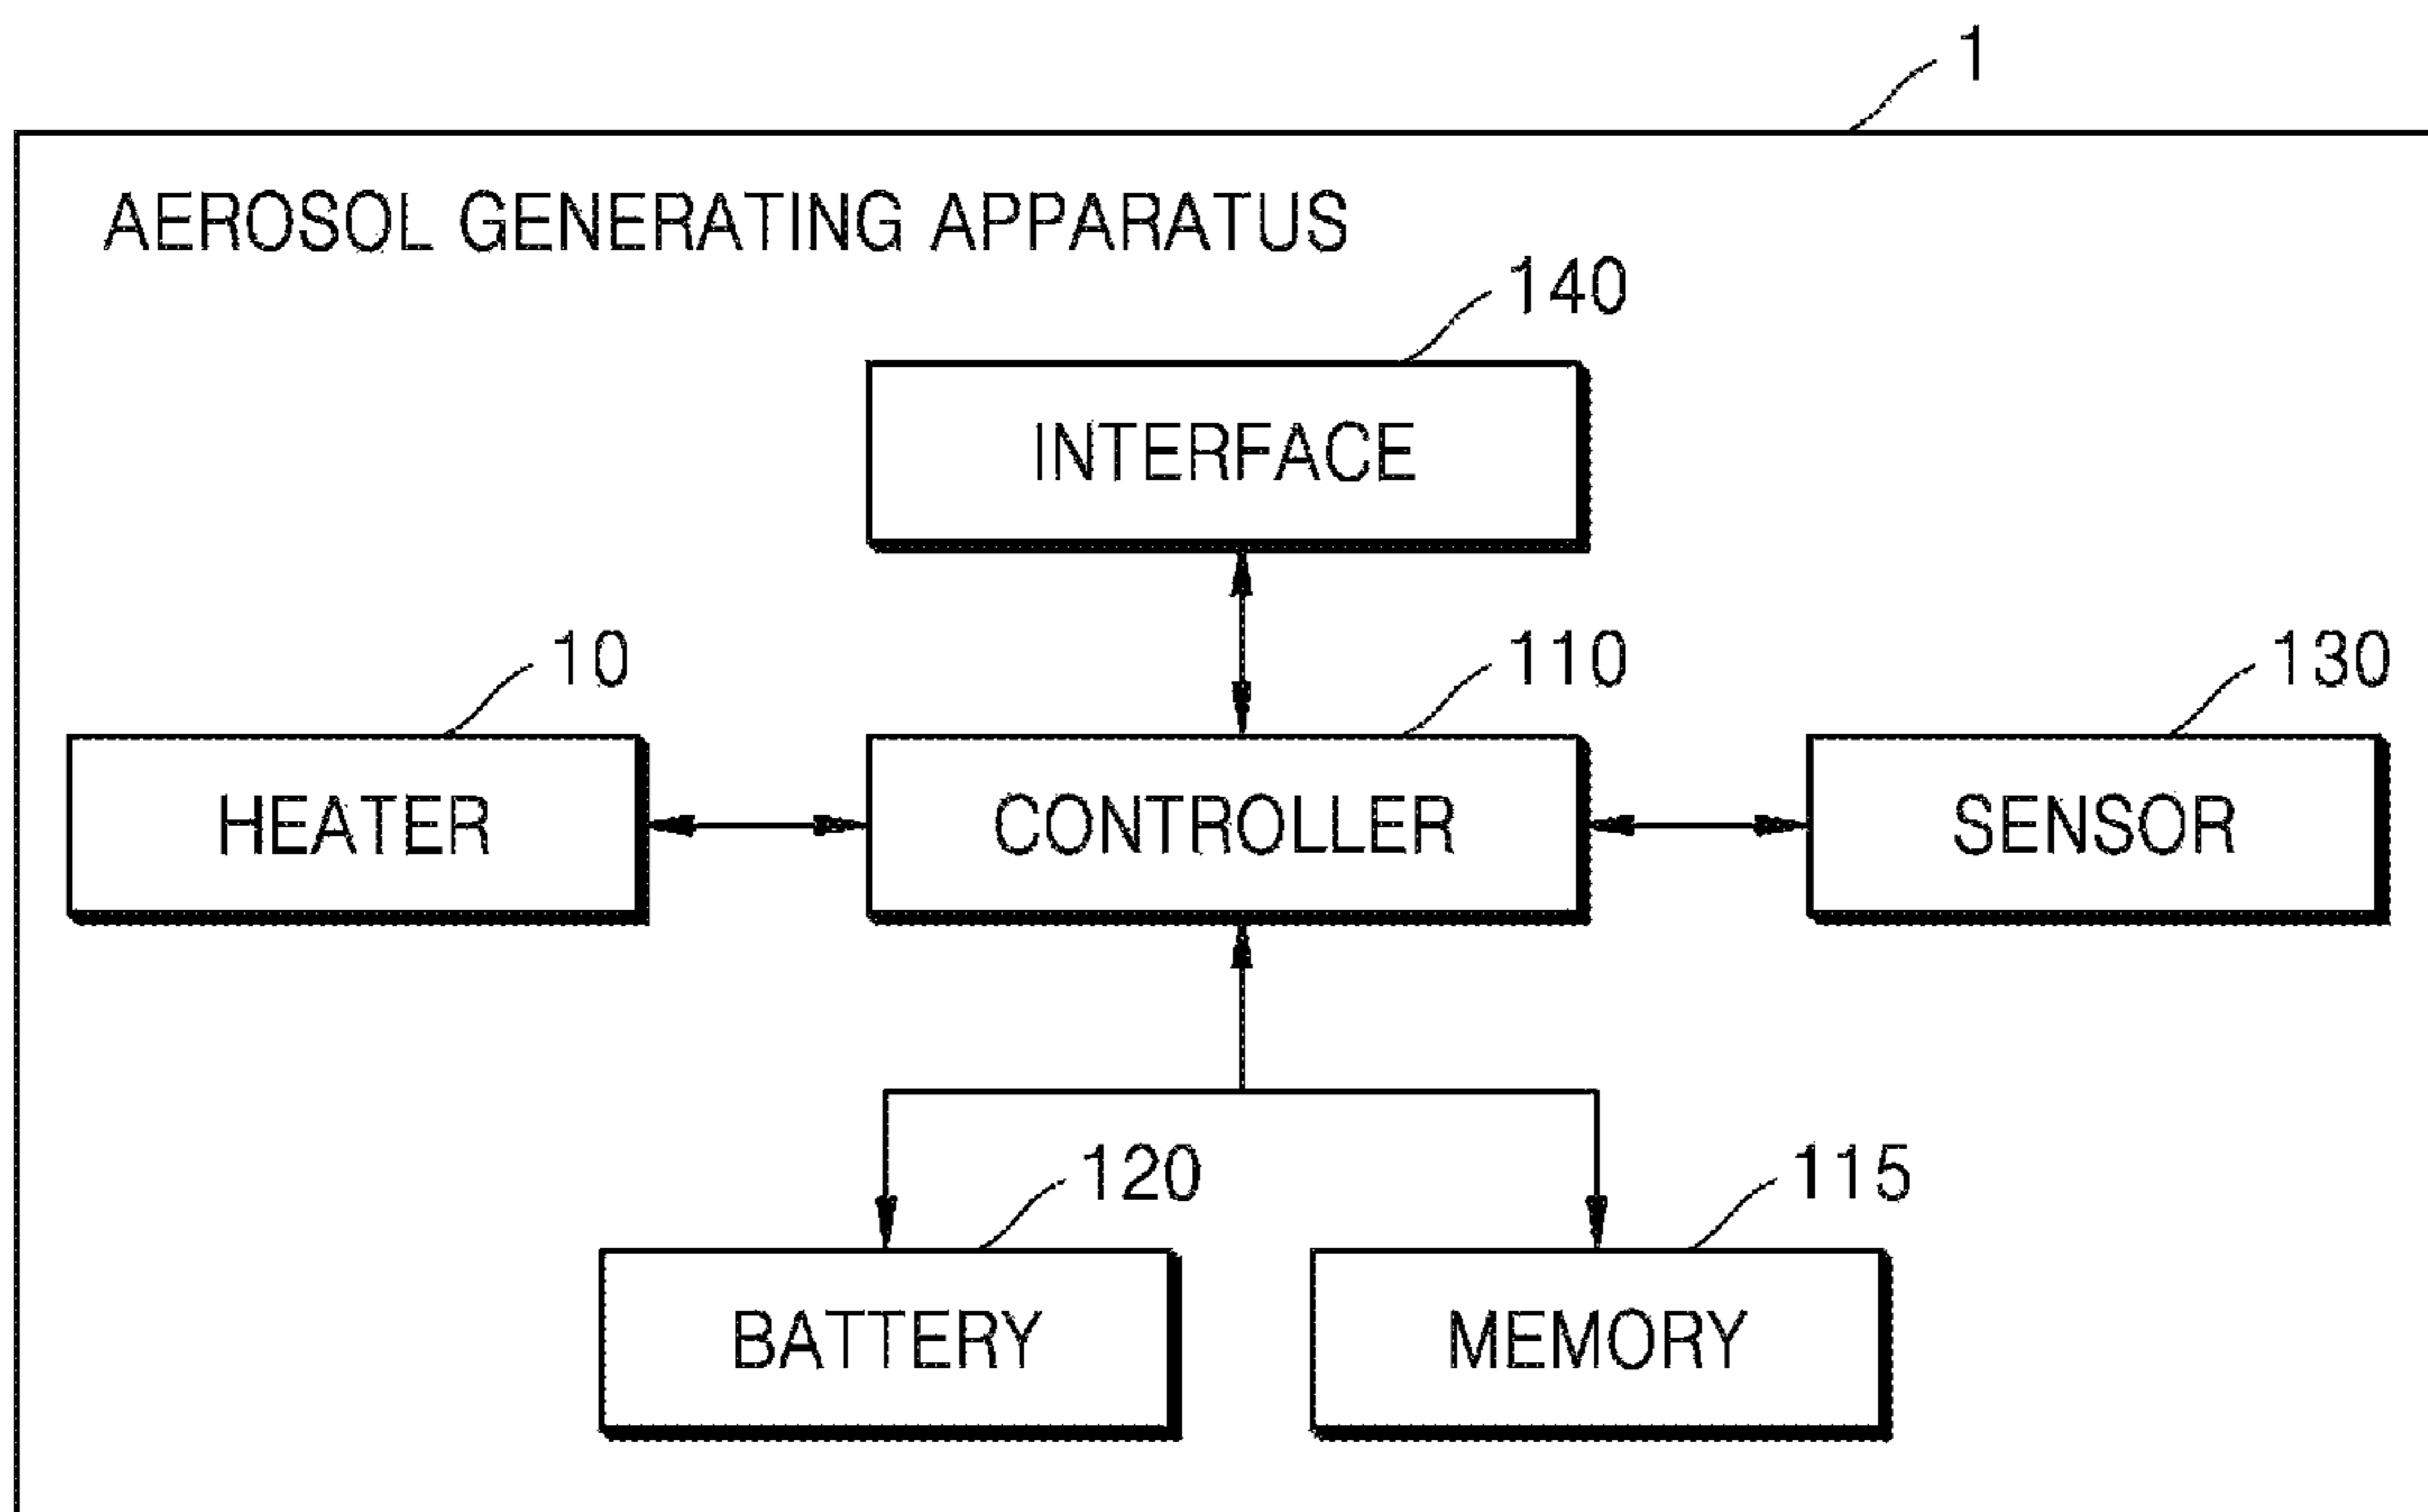 1
AEROSOL GENERATING APPARATUS
140
INTERFACE
10
110
130
HEATER
CONTROLLER
SENSOR
120
115
BATTERY
MEMORY